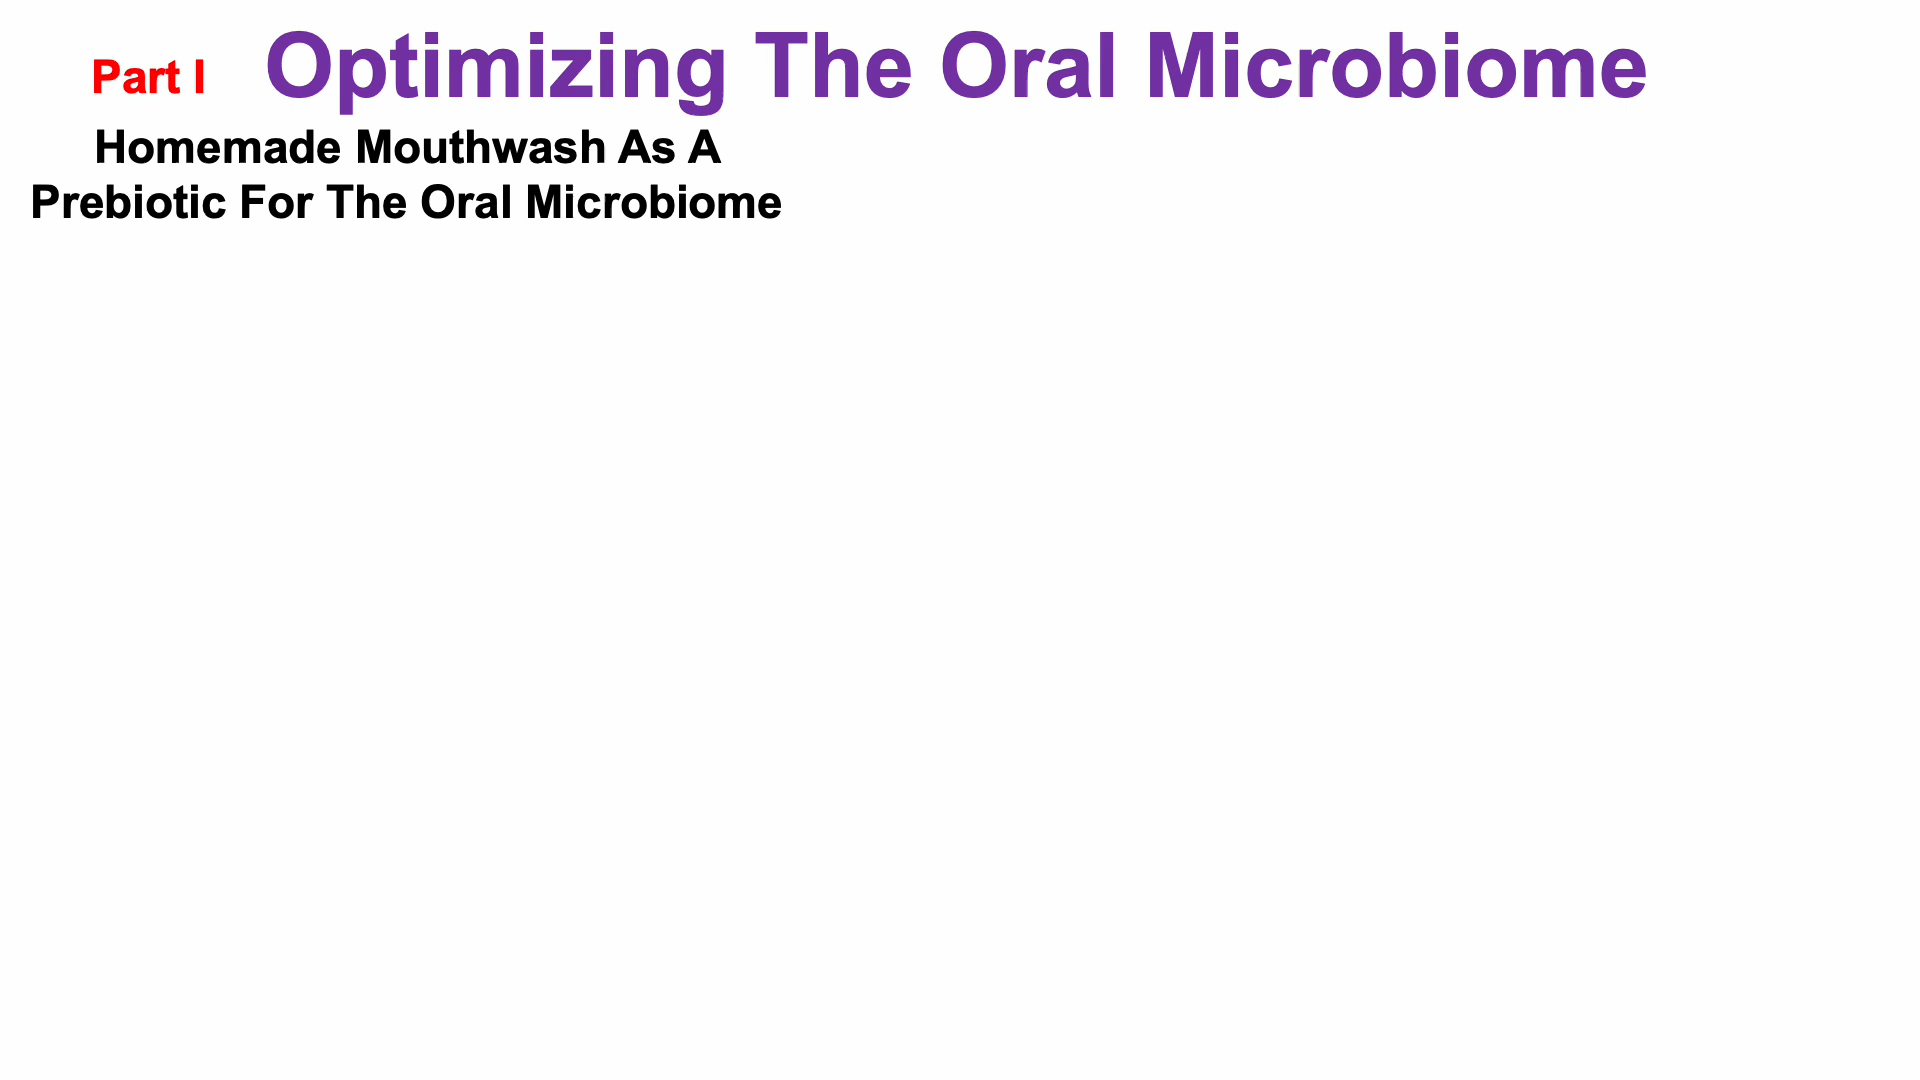 Part I Optimizing The Oral Microbiome
Homemade Mouthwash As A
Prebiotic For The Oral Microbiome